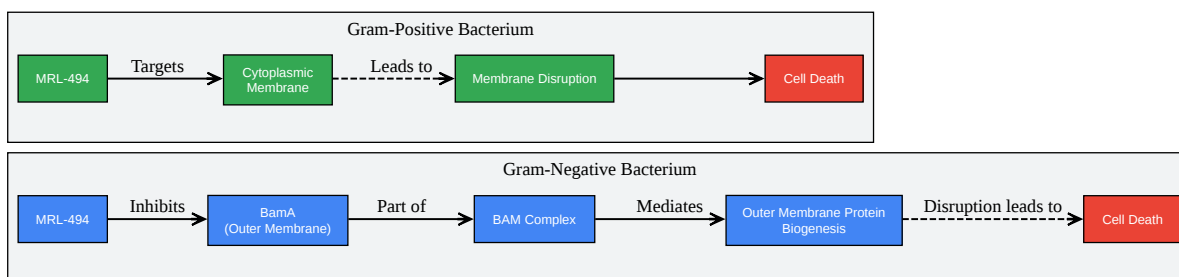 Gram-Positive Bacterium
MRL-494
Targets
Cytoplasmic
Membrane
Leads to
Membrane Disruption
Cell Death
Gram-Negative Bacterium
MRL-494
Inhibits
BamA
(Outer Membrane)
Part of
BAM Complex
Mediates
Outer Membrane Protein
Biogenesis
Disruption leads to
Cell Death